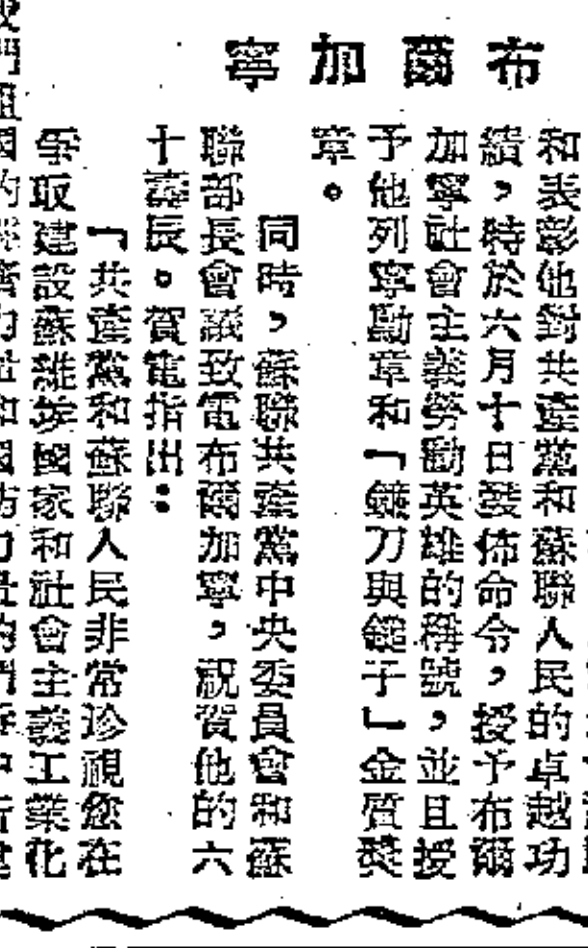 布爾加寧
和表彰他對共產黨和蘇聯人民的卓越功
績，特於六月十日發佈命令，授予布爾
加寧社會主義勞動英雄的稱號，並且授
予他列寧勳章和「鐮刀與錘子」金質獎
章。
同時，蘇聯共產黨中央委員會和蘇
聯部長會議致電布爾加寧，祝賀他的六
十壽辰。賀電指出：
「共產黨和蘇聯人民非常珍視您在
爭取建設蘇維埃國家和社會主義工業化